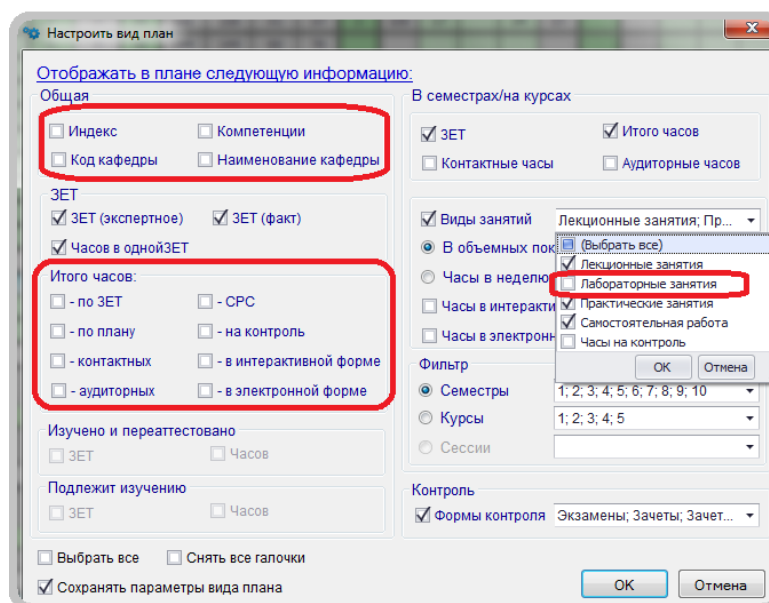 Настроить вид план
Отображать в плане следующую информацию:
Общая
Индекс Компетенции
Код кафедры Наименование кафедры
ЗЕТ
ЗЕТ (экспертное) ЗЕТ (факт)
Часов в однойЗЕТ
Итого часов:
- по ЗЕТ - СРС
- по плану - на контроль
- контактных - в интерактивной форме
- аудиторных - в электронной форме
Изучено и переаттестовано
ЗЕТ Часов
Подлежит изучению
ЗЕТ Часов
Выбрать все Снять все галочки
Сохранять параметры вида плана
В семестрах/на курсах
ЗЕТ Итого часов
Контактные часы Аудиторные часов
Виды занятий Лекционные занятия; Пр...
В объемных пок
Часы в неделю
Часы в интеракти
Часы в электронн
(Выбрать все)
Лекционные занятия
Лабораторные занятия
Практические занятия
Самостоятельная работа
Часы на контроль
ОК Отмена
Фильтр
Семестры 1; 2; 3; 4; 5; 6; 7; 8; 9; 10
Курсы 1; 2; 3; 4; 5
Сессии
Контроль
Формы контроля Экзамены; Зачеты; Зачет...
ОК Отмена